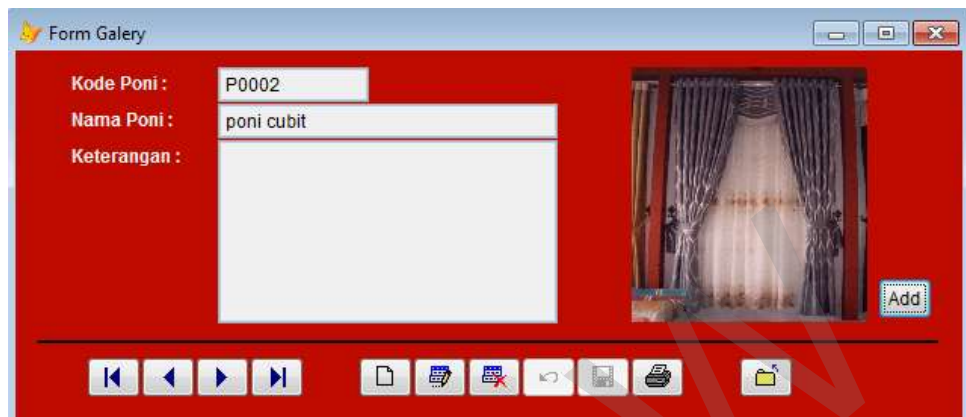 Form Galery
Kode Poni : P0002
Nama Poni : poni cubit
Keterangan :
Add